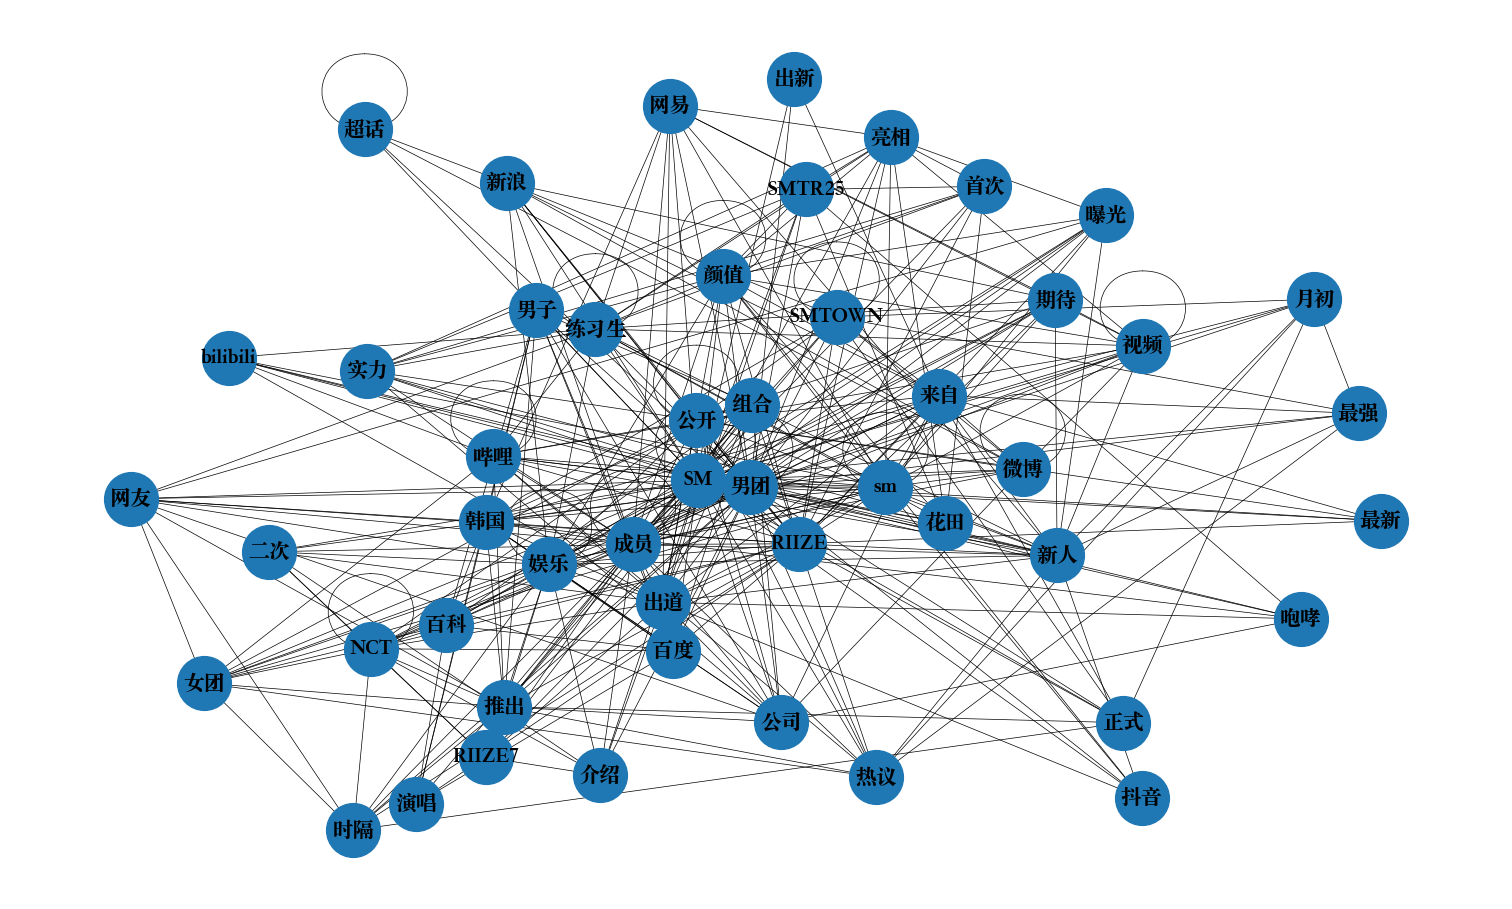 出新
网易
超话
亮相
新浪
SMTR25
首次
曝光
颜值
期待
月初
男子
SMTOWN
练习生
视频
bilibili
实力
来自
组合
最强
公开
哔哩
微博
SM
男团
sm
网友
韩国
花田
最新
成员
RIIZE
二次
娱乐
新人
出道
咆哮
百科
NCT
百度
女团
推出
公司
正式
RIIZE7
介绍
热议
抖音
演唱
时隔